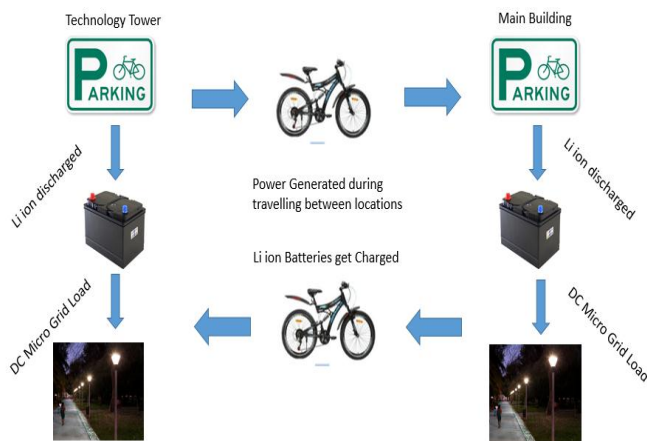 Technology Tower
Main Building
PARKING
PARKING
Li ion discharged
Power Generated during
travelling between locations
Li ion discharged
Li ion Batteries get Charged
DC Micro Grid Load
DC Micro Grid Load